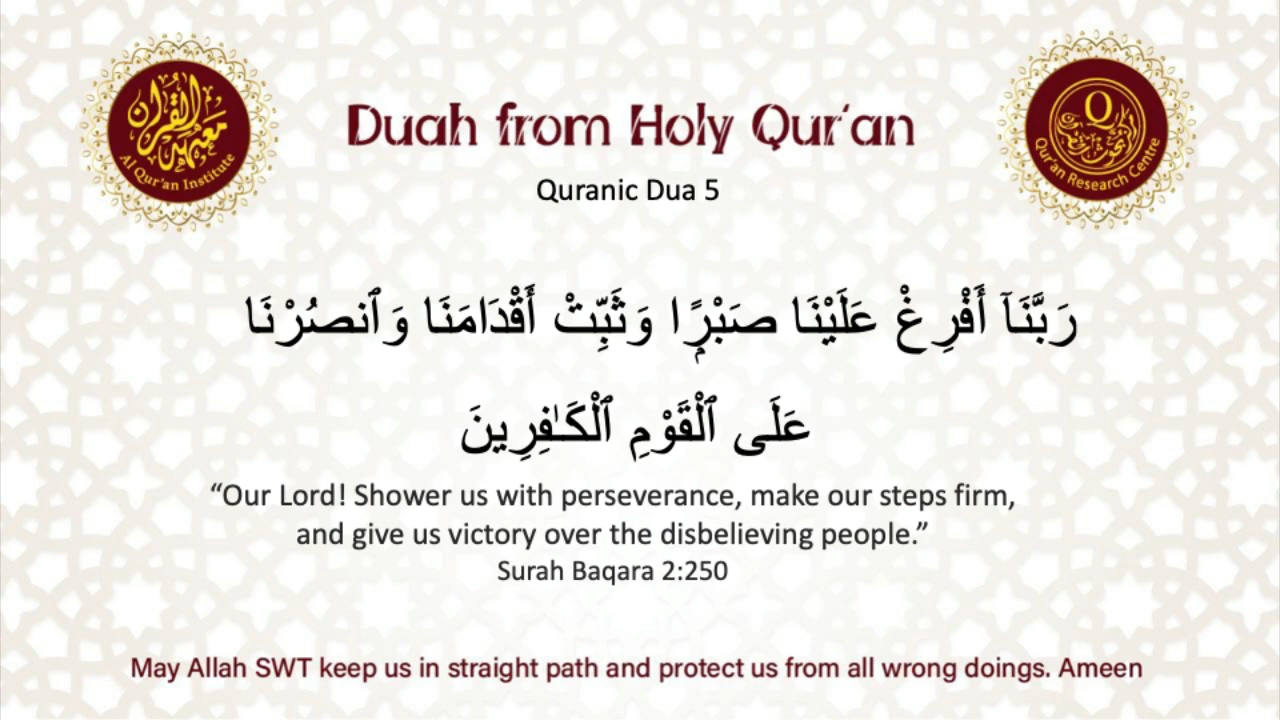 معهد القرآن
Al Qur'an Institute
Duah from Holy Qur'an
Q
Qur'an Research Centre
Quranic Dua 5
رَبَّنَآ أَفْرِغْ عَلَيْنَا صَبْرًۭا وَثَبِّتْ أَقْدَامَنَا وَٱنصُرْنَا
عَلَى ٱلْقَوْمِ ٱلْكَـٰفِرِينَ
“Our Lord! Shower us with perseverance, make our steps firm,
and give us victory over the disbelieving people.”
Surah Baqara 2:250
May Allah SWT keep us in straight path and protect us from all wrong doings. Ameen